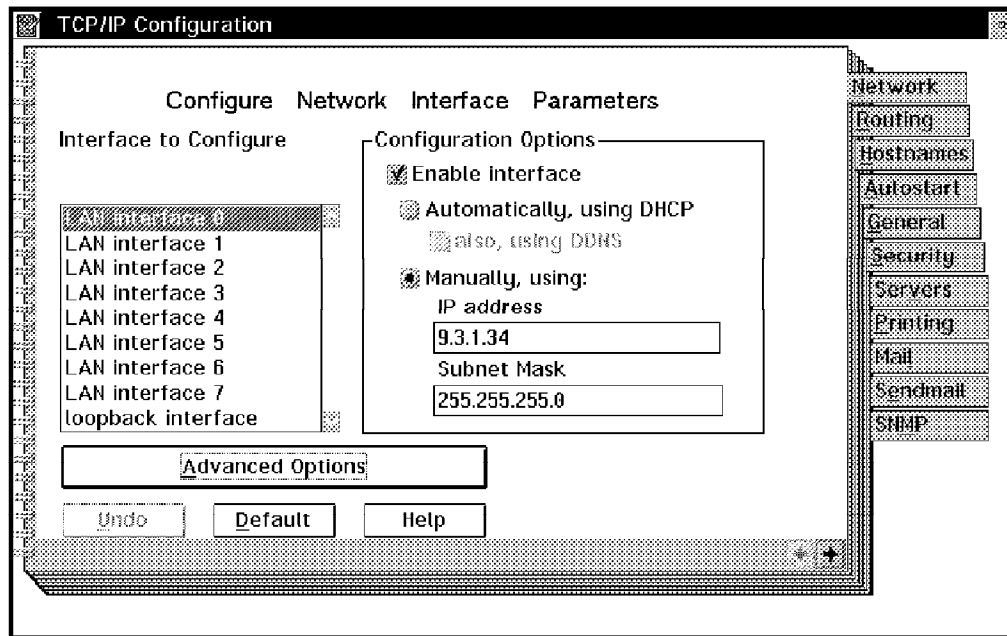 TCP/IP Configuration
Configure Network Interface Parameters
Interface to Configure
LAN interface 0
LAN interface 1
LAN interface 2
LAN interface 3
LAN interface 4
LAN interface 5
LAN interface 6
LAN interface 7
loopback interface
Configuration Options
Enable interface
Automatically, using DHCP
also, using DDNS
Manually, using:
IP address
9.3.1.34
Subnet Mask
255.255.255.0
Advanced Options
Undo
Default
Help
Network
Routing
Hostnames
Autostart
General
Security
Servers
Printing
Mail
Sendmail
SNMP